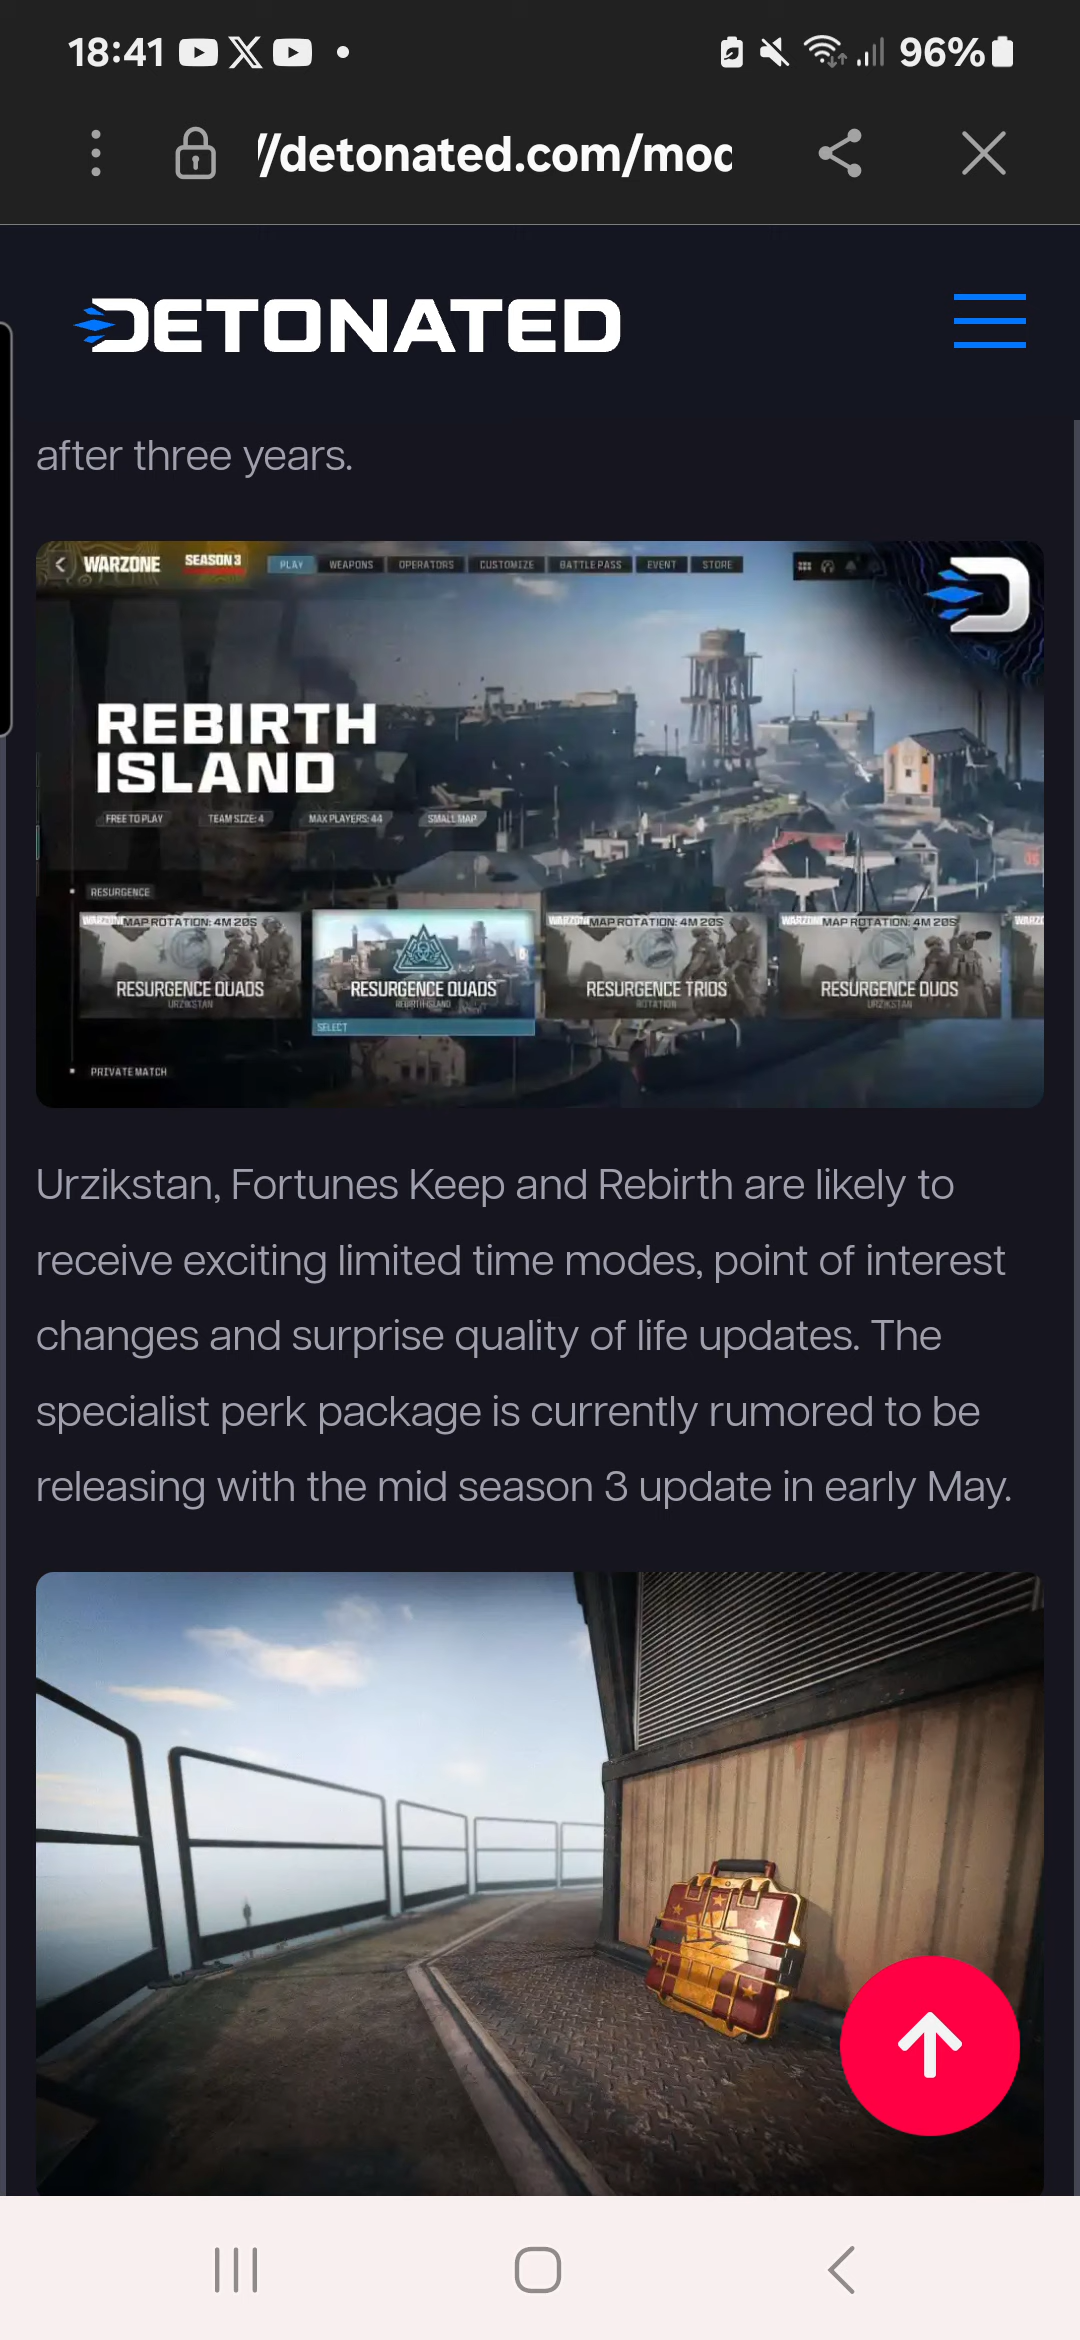 18:41
96%
//detonated.com/moc
DETONATED
after three years.
WARZONE SEASON 3 PLAY WEAPONS OPERATORS CUSTOMIZE BATTLE PASS EVENT STORE
REBIRTH
ISLAND
FREE TO PLAY TEAM SIZE: 4 MAX PLAYERS: 44 SMALL MAP
RESURGENCE
WARZONE MAP ROTATION: 4M 20S WARZONE MAP ROTATION: 4M 20S WARZONE MAP ROTATION: 4M 20S
RESURGENCE QUADS RESURGENCE QUADS RESURGENCE TRIOS RESURGENCE DUOS
URZIKSTAN REBIRTH ISLAND ROTATION URZIKSTAN
SELECT
PRIVATE MATCH
Urzikstan, Fortunes Keep and Rebirth are likely to
receive exciting limited time modes, point of interest
changes and surprise quality of life updates. The
specialist perk package is currently rumored to be
releasing with the mid season 3 update in early May.